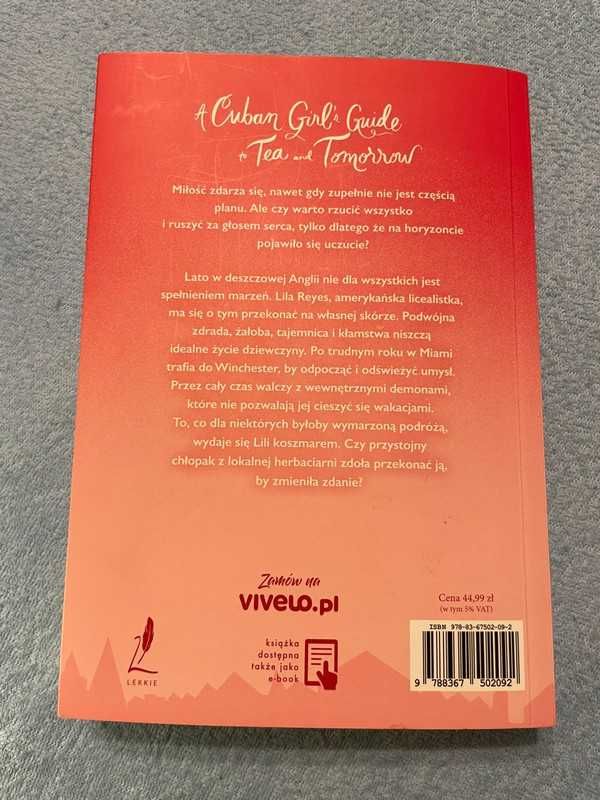 A Cuban Girl's Guide
to Tea and Tomorrow
Miłość zdarza się, nawet gdy zupełnie nie jest częścią
planu. Ale czy warto rzucić wszystko
i ruszyć za głosem serca, tylko dlatego że na horyzoncie
pojawiło się uczucie?
Lato w deszczowej Anglii nie dla wszystkich jest
spełnieniem marzeń. Lila Reyes, amerykańska licealistka,
ma się o tym przekonać na własnej skórze. Podwójna
zdrada, żałoba, tajemnica i kłamstwa niszczą
idealne życie dziewczyny. Po trudnym roku w Miami
trafia do Winchester, by odpocząć i odświeżyć umysł.
Przez cały czas walczy z wewnętrznymi demonami,
które nie pozwalają jej cieszyć się wakacjami.
To, co dla niektórych byłoby wymarzoną podróżą,
wydaje się Lili koszmarem. Czy przystojny
chłopak z lokalnej herbaciarni zdoła przekonać ją,
by zmieniła zdanie?
Zamów na
vivelo.pl
książka
dostępna
także jako
e-book
LEKKIE
Cena 44,99 zł
(w tym 5% VAT)
ISBN 978-83-67502-09-2
9 788367 502092